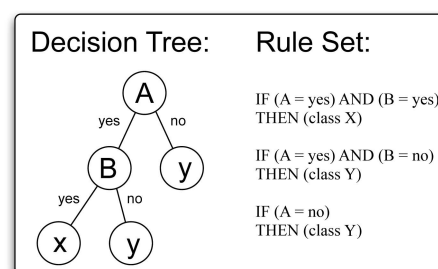 Decision Tree:
A
yes
no
B
y
yes
no
x
y
Rule Set:
IF (A = yes) AND (B = yes)
THEN (class X)
IF (A = yes) AND (B = no)
THEN (class Y)
IF (A = no)
THEN (class Y)